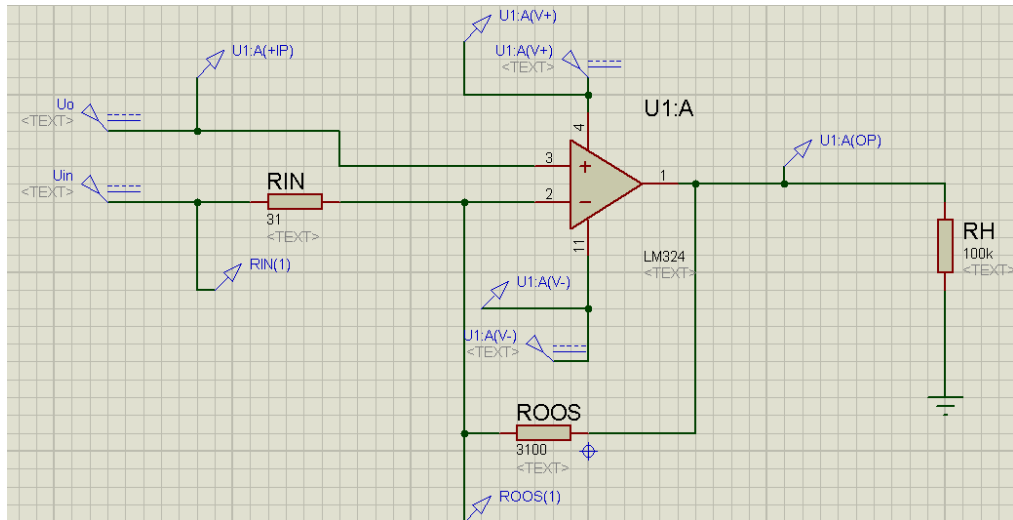 U1:A(V+)
U1:A(+IP)
U1:A(V+)
<TEXT>
Uo
<TEXT>
U1:A
4
U1:A(OP)
3
1
Uin
<TEXT>
RIN
2
31
<TEXT>
RIN(1)
11
LM324
<TEXT>
RH
100k
<TEXT>
U1:A(V-)
U1:A(V-)
<TEXT>
ROOS
3100
<TEXT>
ROOS(1)